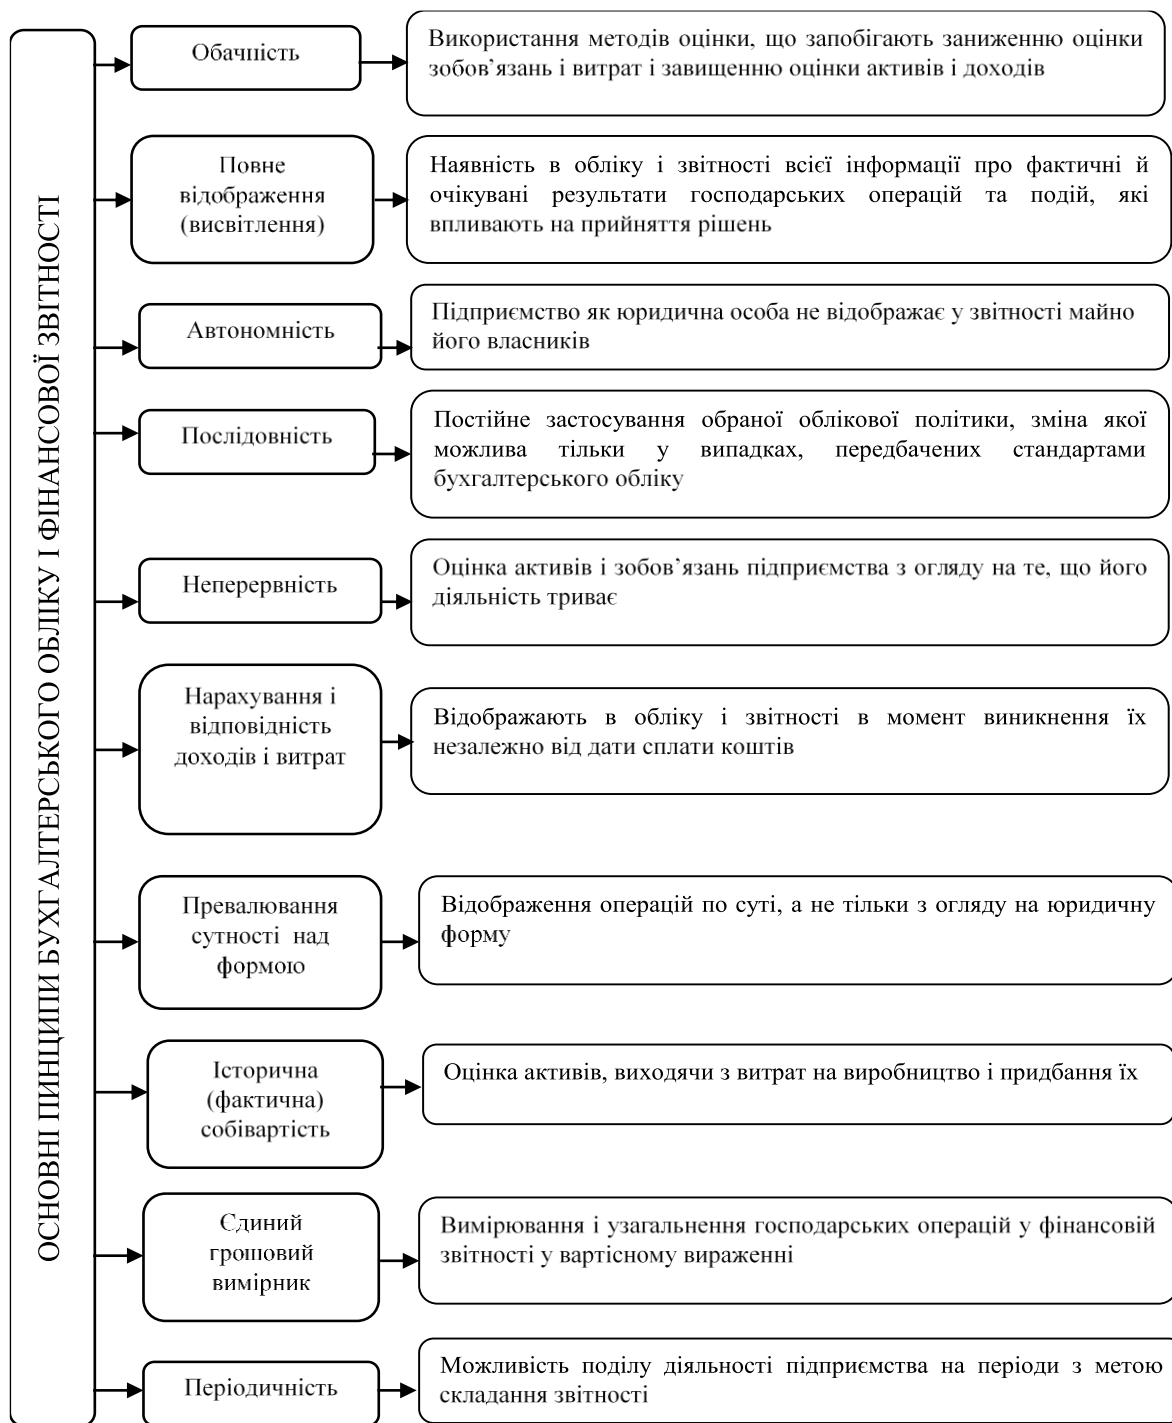 ОСНОВНІ ПИНЦИПИ БУХГАЛТЕРСЬКОГО ОБЛІКУ І ФІНАНСОВОЇ ЗВІТНОСТІ
Обачність
Використання методів оцінки, що запобігають заниженню оцінки
зобов’язань і витрат і завищенню оцінки активів і доходів
Повне
відображення
(висвітлення)
Наявність в обліку і звітності всієї інформації про фактичні й
очікувані результати господарських операцій та подій, які
впливають на прийняття рішень
Автономність
Підприємство як юридична особа не відображає у звітності майно
його власників
Послідовність
Постійне застосування обраної облікової політики, зміна якої
можлива тільки у випадках, передбачених стандартами
бухгалтерського обліку
Неперервність
Оцінка активів і зобов’язань підприємства з огляду на те, що його
діяльність триває
Нарахування і
відповідність
доходів і витрат
Відображають в обліку і звітності в момент виникнення їх
незалежно від дати сплати коштів
Превалювання
сутності над
формою
Відображення операцій по суті, а не тільки з огляду на юридичну
форму
Історична
(фактична)
собівартість
Оцінка активів, виходячи з витрат на виробництво і придбання їх
Єдиний
грошовий
вимірник
Вимірювання і узагальнення господарських операцій у фінансовій
звітності у вартісному вираженні
Періодичність
Можливість поділу діяльності підприємства на періоди з метою
складання звітності